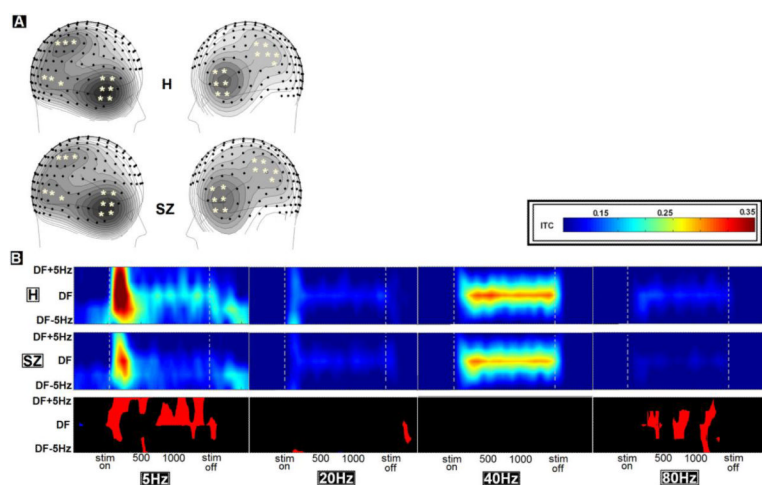 A
H
SZ
0.15 0.25 0.35
ITC
B
DF+5Hz
H DF
DF-5Hz
DF+5Hz
SZ DF
DF-5Hz
DF+5Hz
DF
DF-5Hz
stim on 500 1000 stim off stim on 500 1000 stim off stim on 500 1000 stim off stim on 500 1000 stim off
5Hz 20Hz 40Hz 80Hz